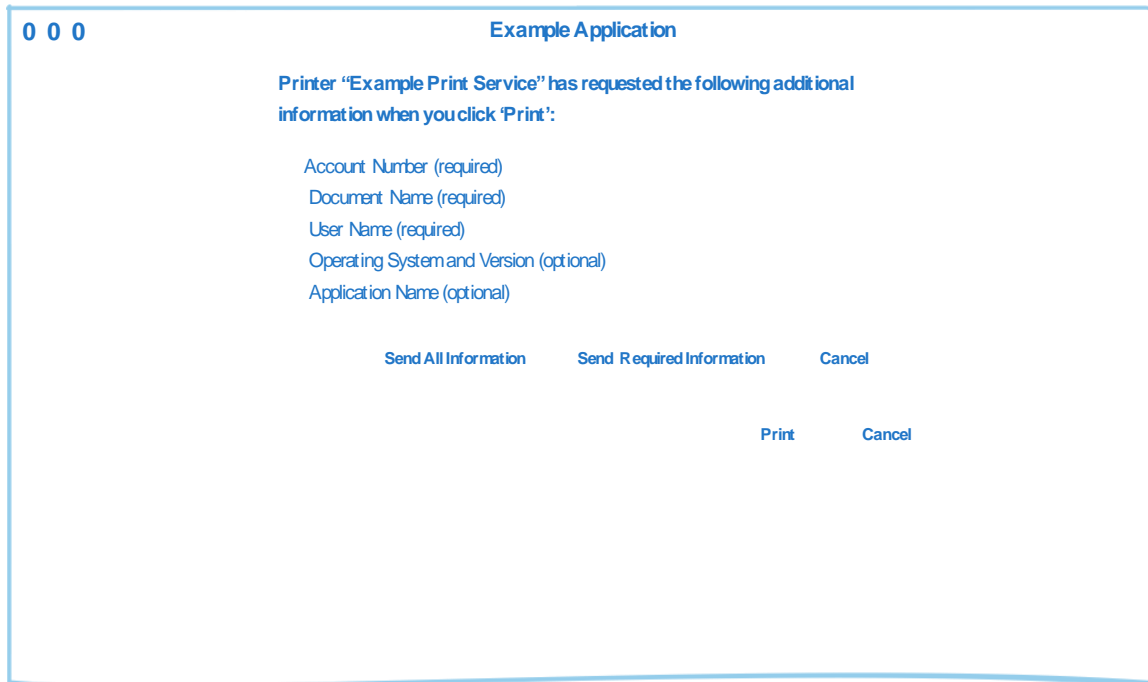 0 0 0 Example Application
Printer “Example Print Service” has requested the following additional
information when you click ‘Print’:
Account Number (required)
Document Name (required)
User Name (required)
Operating System and Version (optional)
Application Name (optional)
Send All Information Send Required Information Cancel
Print Cancel